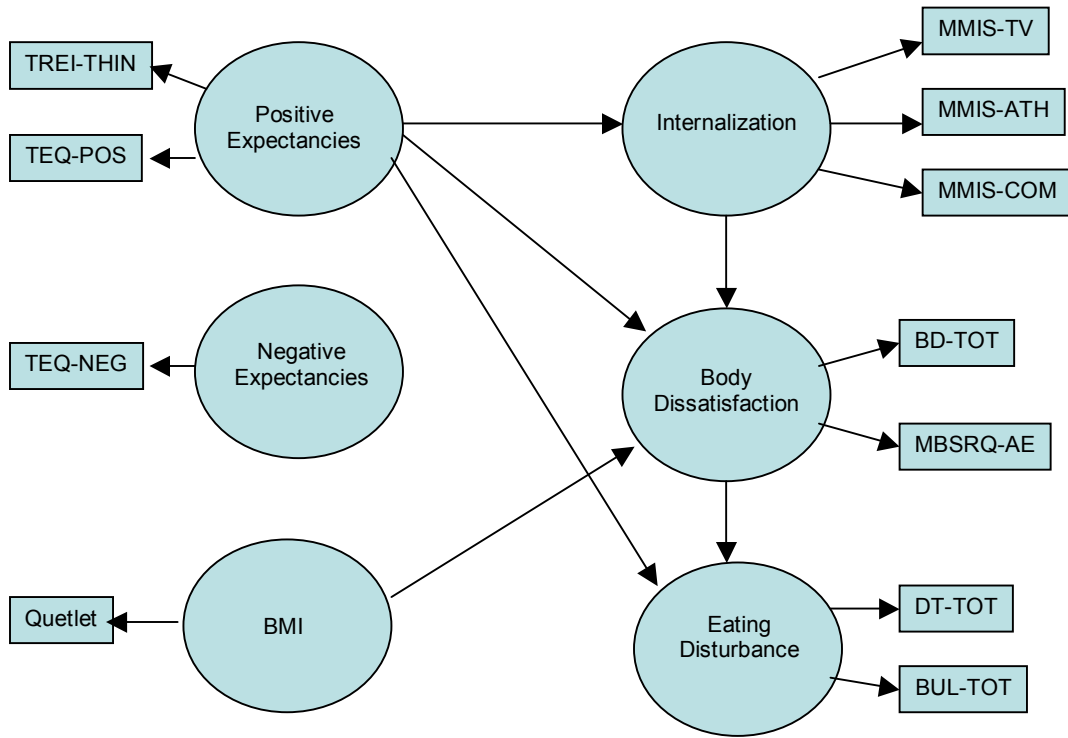 TREI-THIN
Positive
Expectancies
Internalization
MMIS-TV
MMIS-ATH
TEQ-POS
MMIS-COM
TEQ-NEG
Negative
Expectancies
Body
Dissatisfaction
BD-TOT
MBSRQ-AE
Quetlet
BMI
Eating
Disturbance
DT-TOT
BUL-TOT